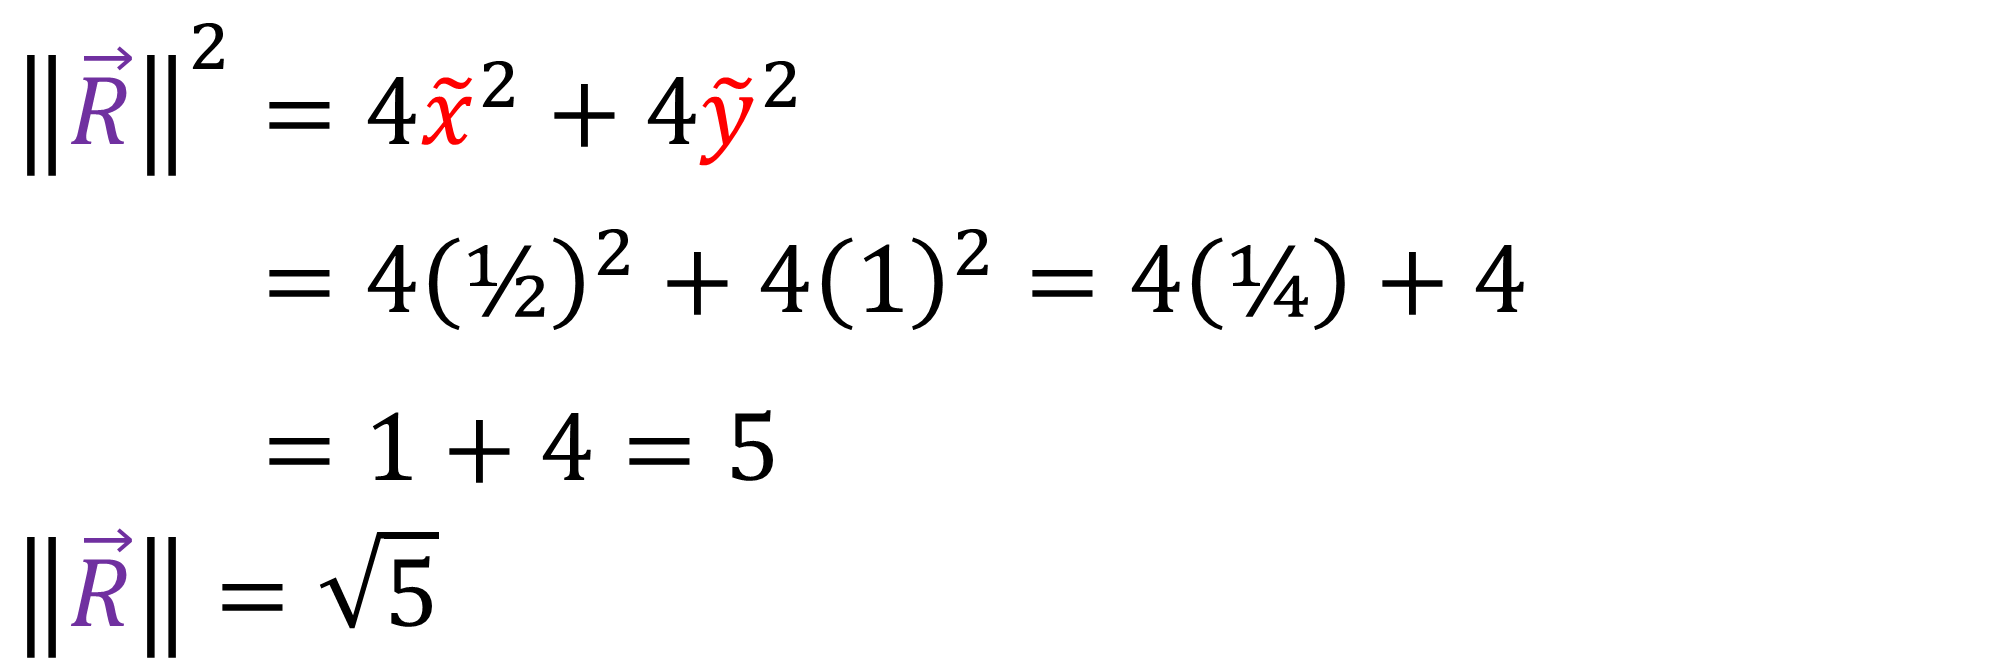 ‖R⃗‖² = 4x̃² + 4ỹ²
= 4(½)² + 4(1)² = 4(¼) + 4
= 1 + 4 = 5
‖R⃗‖ = √5